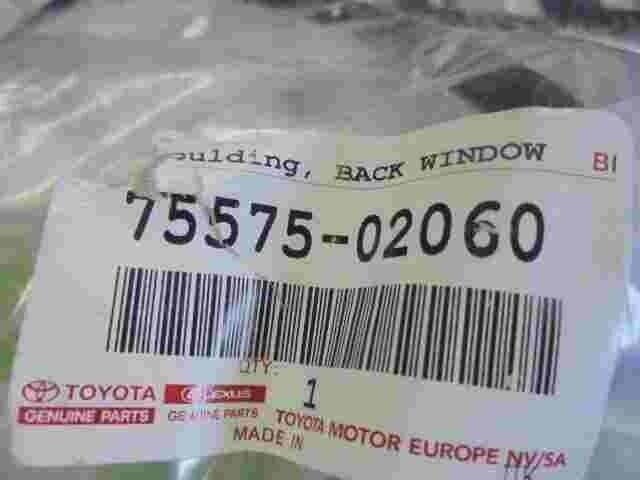 oulding, BACK WINDOW BI
75575-02060
QTY: 1
TOYOTA LEXUS
GENUINE PARTS GENUINE PARTS TOYOTA MOTOR EUROPE NV/SA
MADE IN